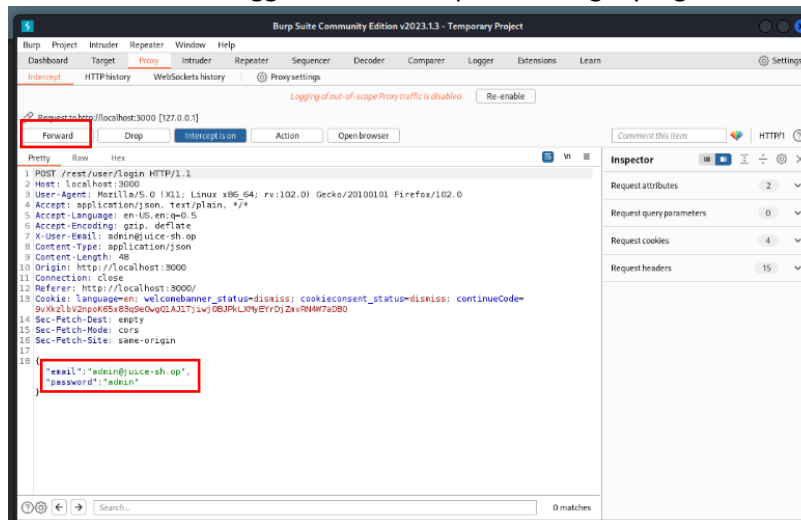 Burp Suite Community Edition v2023.1.3 - Temporary Project
Burp Project Intruder Repeater Window Help
Dashboard Target Proxy Intruder Repeater Sequencer Decoder Comparer Logger Extensions Learn Settings
Intercept HTTP history WebSockets history Proxy settings
Logging of out-of-scope Proxy traffic is disabled Re-enable
Request to http://localhost:3000 [127.0.0.1]
Forward Drop Intercept is on Action Open browser Comment this item HTTP/1
Pretty Raw Hex \n Inspector
1 POST /rest/user/login HTTP/1.1
2 Host: localhost:3000
3 User-Agent: Mozilla/5.0 (X11; Linux x86_64; rv:102.0) Gecko/20100101 Firefox/102.0
4 Accept: application/json, text/plain, */*
5 Accept-Language: en-US,en;q=0.5
6 Accept-Encoding: gzip, deflate
7 X-User-Email: admin@juice-sh.op
8 Content-Type: application/json
9 Content-Length: 48
10 Origin: http://localhost:3000
11 Connection: close
12 Referer: http://localhost:3000/
13 Cookie: language=en; welcomebanner_status=dismiss; cookieconsent_status=dismiss; continueCode=
14 Sec-Fetch-Dest: empty
15 Sec-Fetch-Mode: cors
16 Sec-Fetch-Site: same-origin
17
18 {
"email":"admin@juice-sh.op",
"password":"admin"
}
Request attributes 2
Request query parameters 0
Request cookies 4
Request headers 15
Search... 0 matches